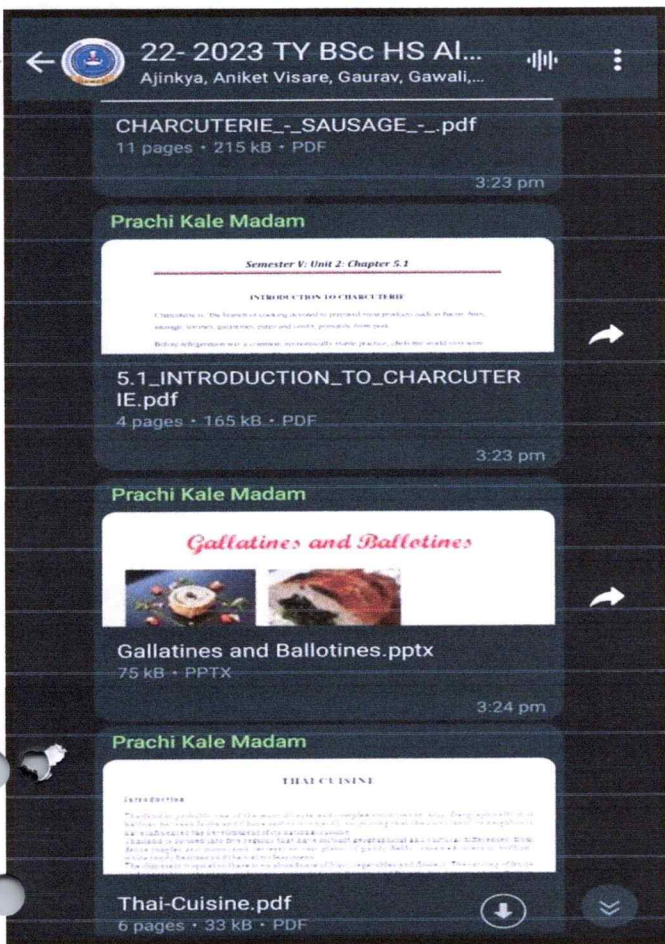 22- 2023 TY BSc HS Al...
Ajinkya, Aniket Visare, Gaurav, Gawali,...
CHARCUTERIE_-_SAUSAGE_-_.pdf
11 pages • 215 kB • PDF
3:23 pm
Prachi Kale Madam
Semester V: Unit 2: Chapter 5.1
INTRODUCTION TO CHARCUTERIE
5.1_INTRODUCTION_TO_CHARCUTER
IE.pdf
4 pages • 165 kB • PDF
3:23 pm
Prachi Kale Madam
Gallatines and Ballotines
Gallatines and Ballotines.pptx
75 kB • PPTX
3:24 pm
Prachi Kale Madam
THAI CUISINE
Introduction
Thai-Cuisine.pdf
6 pages • 33 kB • PDF